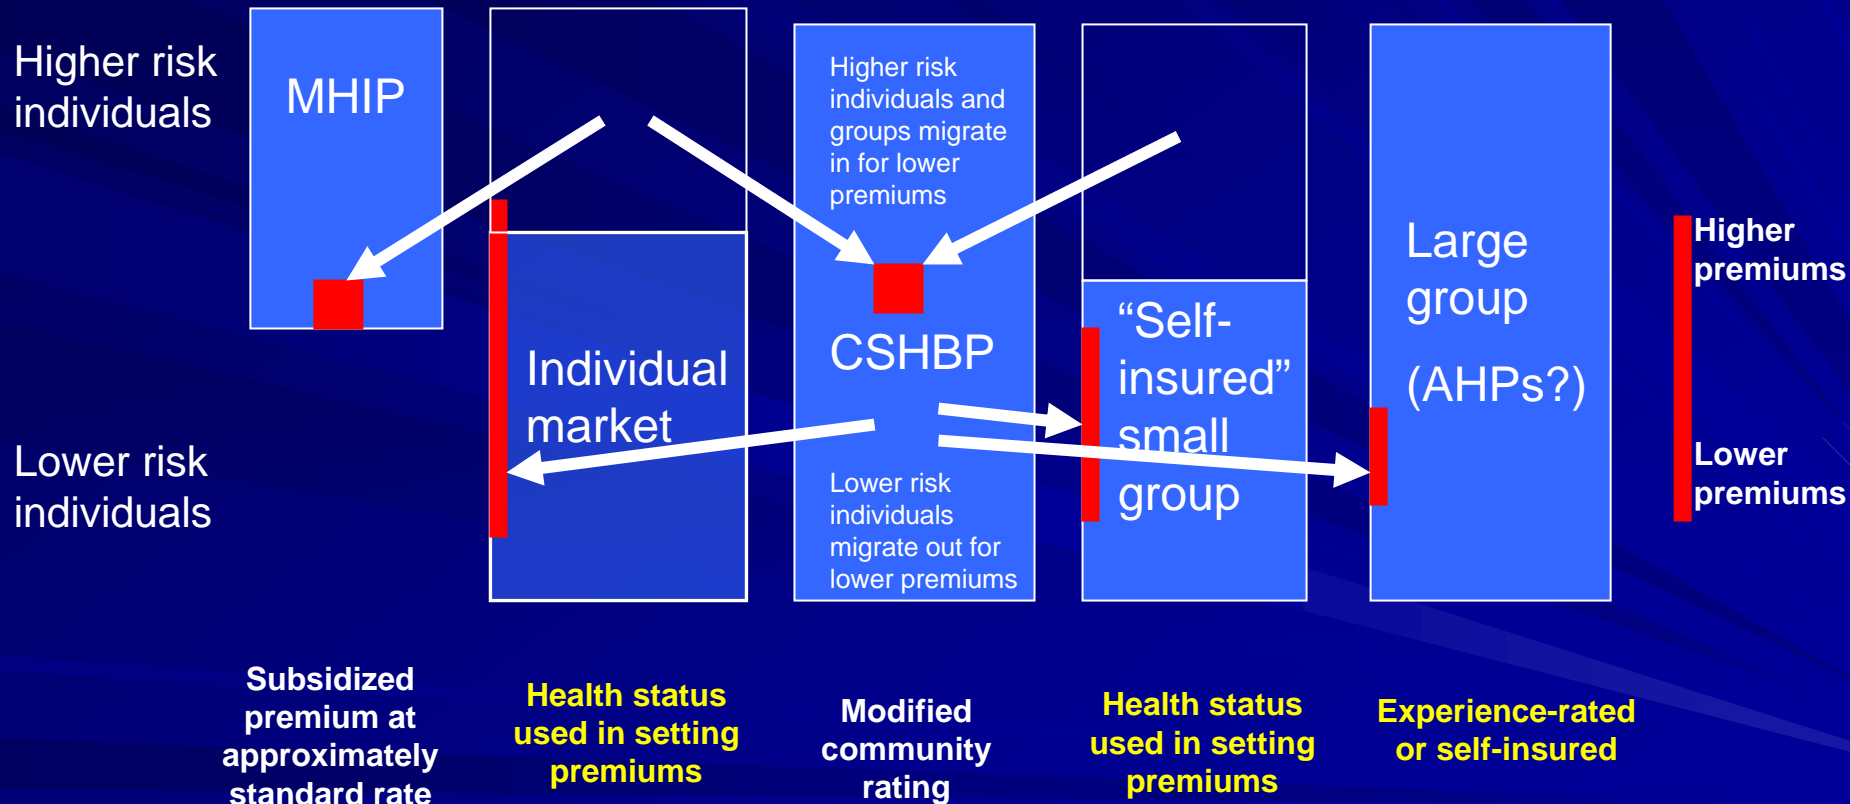 Higher risk
individuals
MHIP
Higher risk
individuals and
groups migrate
in for lower
premiums
Large
group
(AHPs?)
Higher
premiums
Individual
market
CSHBP
“Self-
insured”
small
group
Lower risk
individuals
Lower risk
individuals
migrate out for
lower premiums
Lower
premiums
Subsidized
premium at
approximately
standard rate
Health status
used in setting
premiums
Modified
community
rating
Health status
used in setting
premiums
Experience-rated
or self-insured